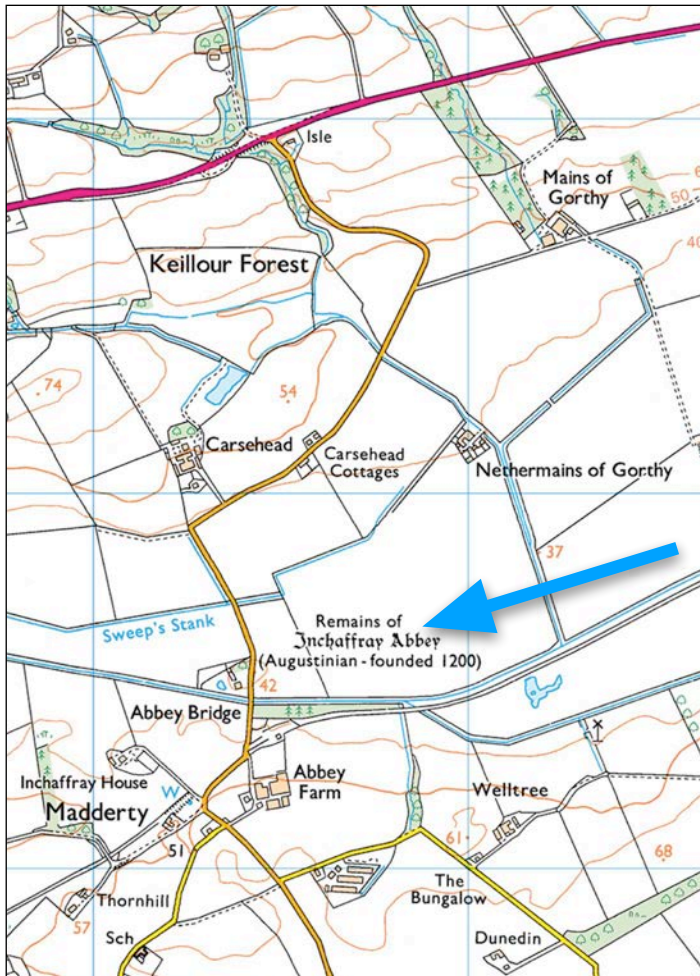 Isle
Mains of
Gorthy
50
40
Keillour Forest
74
54
Carsehead
Carsehead
Cottages
Nethermains of Gorthy
37
Sweep's Stank
Remains of
Inchaffray Abbey
(Augustinian - founded 1200)
42
Abbey Bridge
Inchaffray House
Madderty
W
Abbey
Farm
Welltree
51
61
68
Thornhill
57
The
Bungalow
Sch
Dunedin